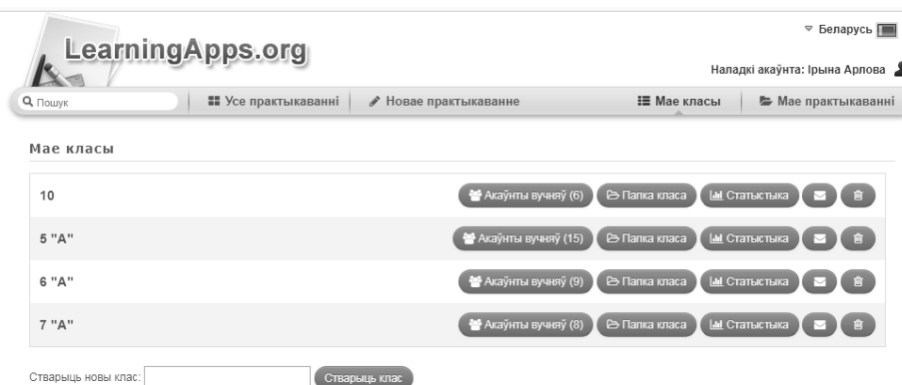 Беларусь
LearningApps.org
Наладкі акаўнта: Ірына Арлова
Пошук Усе практыкаванні Новае практыкаванне Мае класы Мае практыкаванні
Мае класы
10 Акаўнты вучняў (6) Папка класа Статыстыка
5 "А" Акаўнты вучняў (15) Папка класа Статыстыка
6 "А" Акаўнты вучняў (9) Папка класа Статыстыка
7 "А" Акаўнты вучняў (8) Папка класа Статыстыка
Стварыць новы клас: Стварыць клас